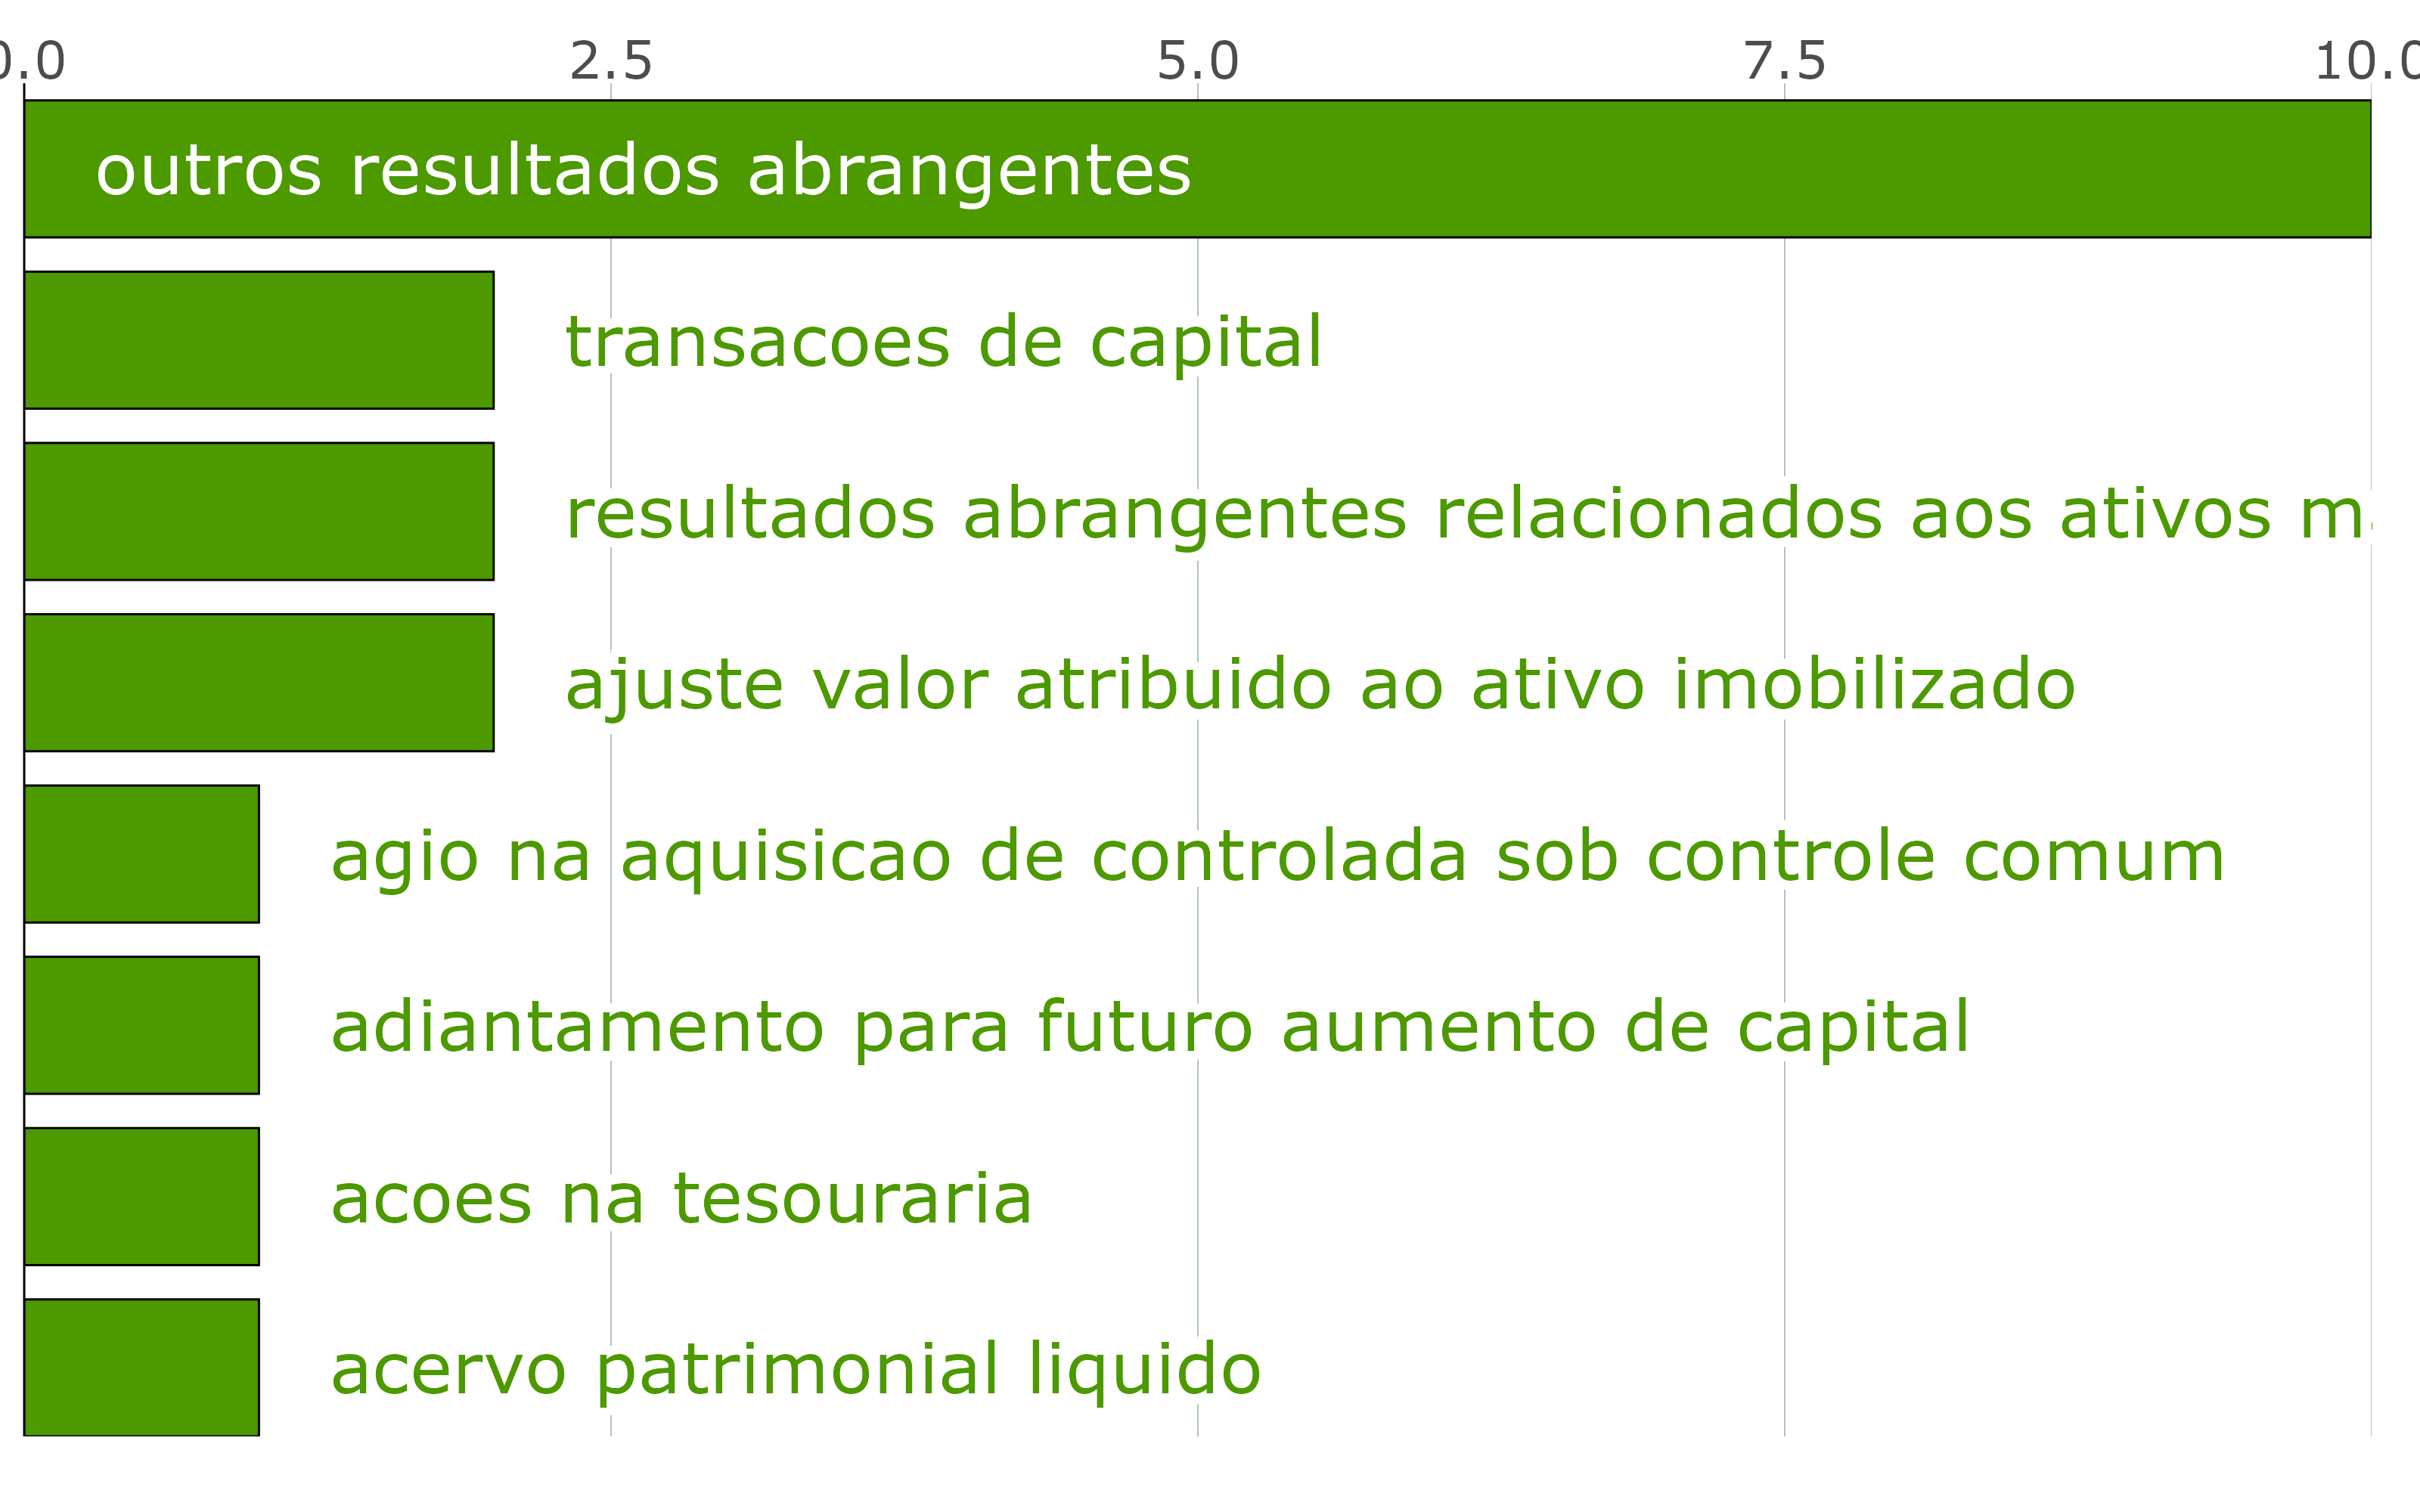 0.0 2.5 5.0 7.5 10.0
outros resultados abrangentes
transacoes de capital
resultados abrangentes relacionados aos ativos m
ajuste valor atribuido ao ativo imobilizado
agio na aquisicao de controlada sob controle comum
adiantamento para futuro aumento de capital
acoes na tesouraria
acervo patrimonial liquido